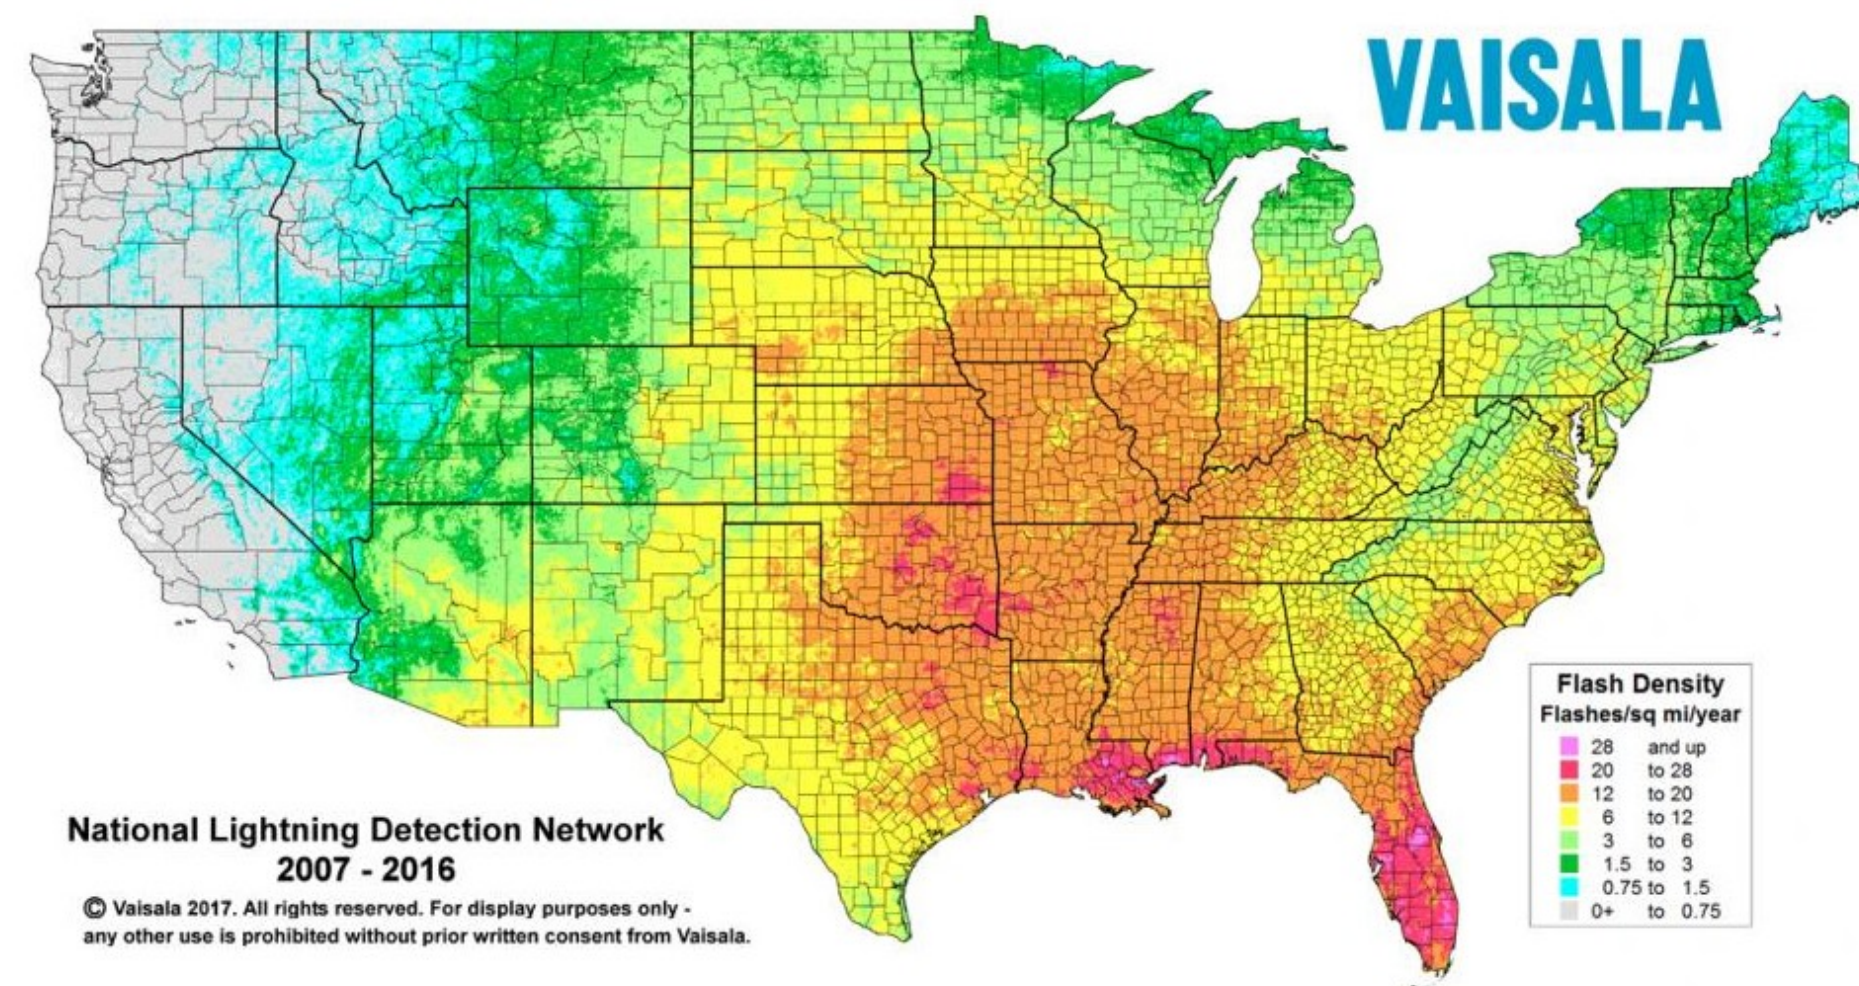 VAISALA
National Lightning Detection Network
2007 - 2016
© Vaisala 2017. All rights reserved. For display purposes only -
any other use is prohibited without prior written consent from Vaisala.
Flash Density
Flashes/sq mi/year
28 and up
20 to 28
12 to 20
6 to 12
3 to 6
1.5 to 3
0.75 to 1.5
0+ to 0.75